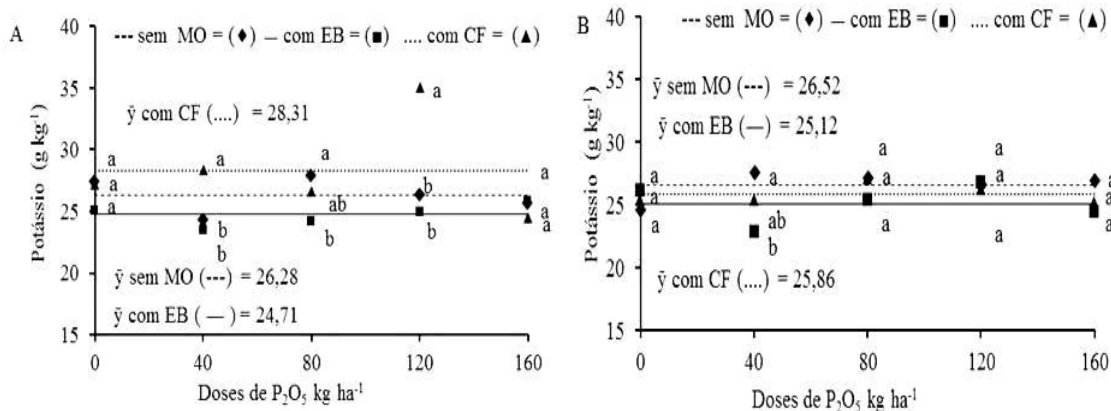 A
--- sem MO = (♦) — com EB = (■) .... com CF = (▲)
40
35
30
25
20
15
Potássio (g kg-1)
ȳ com CF (....) = 28,31
a
a
a
a
a
a
a
b
a
a
ab
b
b
b
b
a
a
ȳ sem MO (---) = 26,28
ȳ com EB ( — ) = 24,71
0 40 80 120 160
Doses de P2O5 kg ha-1
B
--- sem MO = (♦) — com EB = (■) .... com CF = (▲)
40
35
30
25
20
15
Potássio (g kg-1)
ȳ sem MO (---) = 26,52
ȳ com EB (—) = 25,12
a
a
a
a
a
a
a
a
a
a
a
ab
b
a
a
a
ȳ com CF (....) = 25,86
0 40 80 120 160
Doses de P2O5 kg ha-1